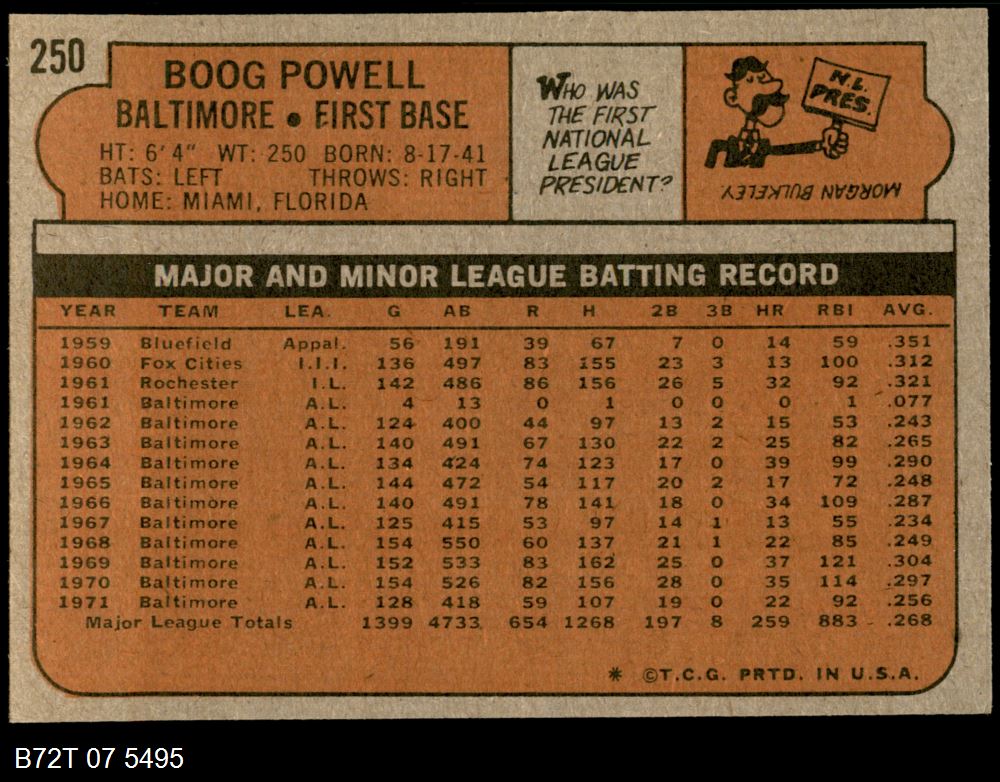 250
BOOG POWELL
BALTIMORE • FIRST BASE
HT: 6'4" WT: 250 BORN: 8-17-41
BATS: LEFT THROWS: RIGHT
HOME: MIAMI, FLORIDA
WHO WAS
THE FIRST
NATIONAL
LEAGUE
PRESIDENT?
N.L.
PRES.
MORGAN BULKELEY
MAJOR AND MINOR LEAGUE BATTING RECORD
YEAR TEAM LEA. G AB R H 2B 3B HR RBI AVG.
1959 Bluefield Appal. 56 191 39 67 7 0 14 59 .351
1960 Fox Cities I.I.I. 136 497 83 155 23 3 13 100 .312
1961 Rochester I.L. 142 486 86 156 26 5 32 92 .321
1961 Baltimore A.L. 4 13 0 1 0 0 0 1 .077
1962 Baltimore A.L. 124 400 44 97 13 2 15 53 .243
1963 Baltimore A.L. 140 491 67 130 22 2 25 82 .265
1964 Baltimore A.L. 134 424 74 123 17 0 39 99 .290
1965 Baltimore A.L. 144 472 54 117 20 2 17 72 .248
1966 Baltimore A.L. 140 491 78 141 18 0 34 109 .287
1967 Baltimore A.L. 125 415 53 97 14 1 13 55 .234
1968 Baltimore A.L. 154 550 60 137 21 1 22 85 .249
1969 Baltimore A.L. 152 533 83 162 25 0 37 121 .304
1970 Baltimore A.L. 154 526 82 156 28 0 35 114 .297
1971 Baltimore A.L. 128 418 59 107 19 0 22 92 .256
Major League Totals 1399 4733 654 1268 197 8 259 883 .268
* ©T.C.G. PRTD. IN U.S.A.
B72T 07 5495